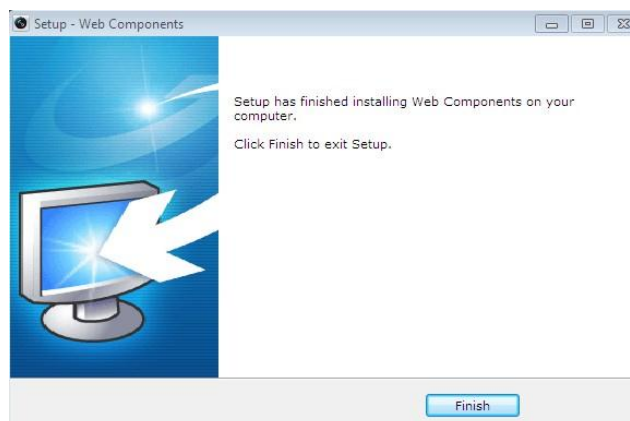 Setup - Web Components
Setup has finished installing Web Components on your
computer.
Click Finish to exit Setup.
Finish